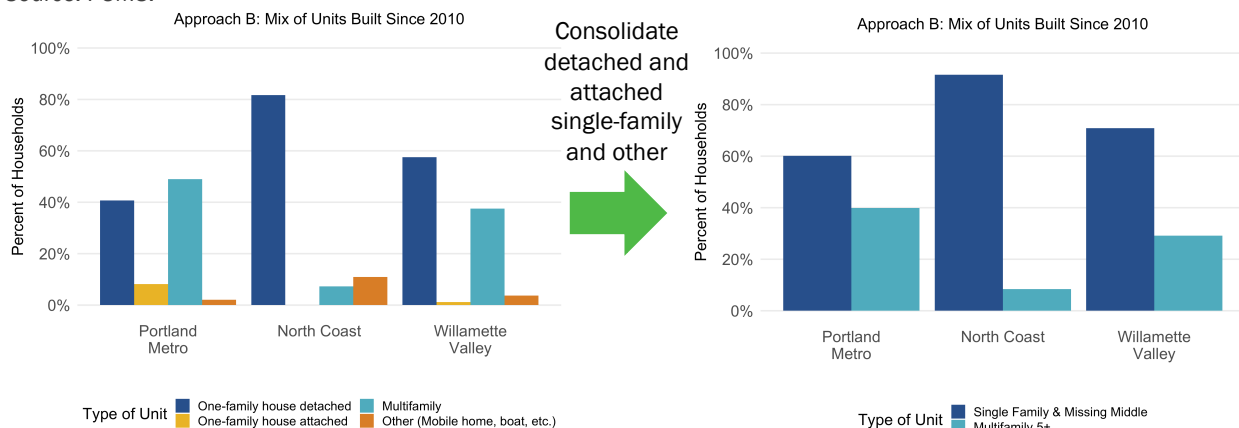 Approach B: Mix of Units Built Since 2010
Percent of Households
100%
80%
60%
40%
20%
0%
Portland
Metro
North Coast
Willamette
Valley
Type of Unit
One-family house detached
One-family house attached
Multifamily
Other (Mobile home, boat, etc.)
Consolidate
detached and
attached
single-family
and other
Approach B: Mix of Units Built Since 2010
Percent of Households
100%
80%
60%
40%
20%
0%
Portland
Metro
North Coast
Willamette
Valley
Type of Unit
Single Family & Missing Middle
Multifamily 5+